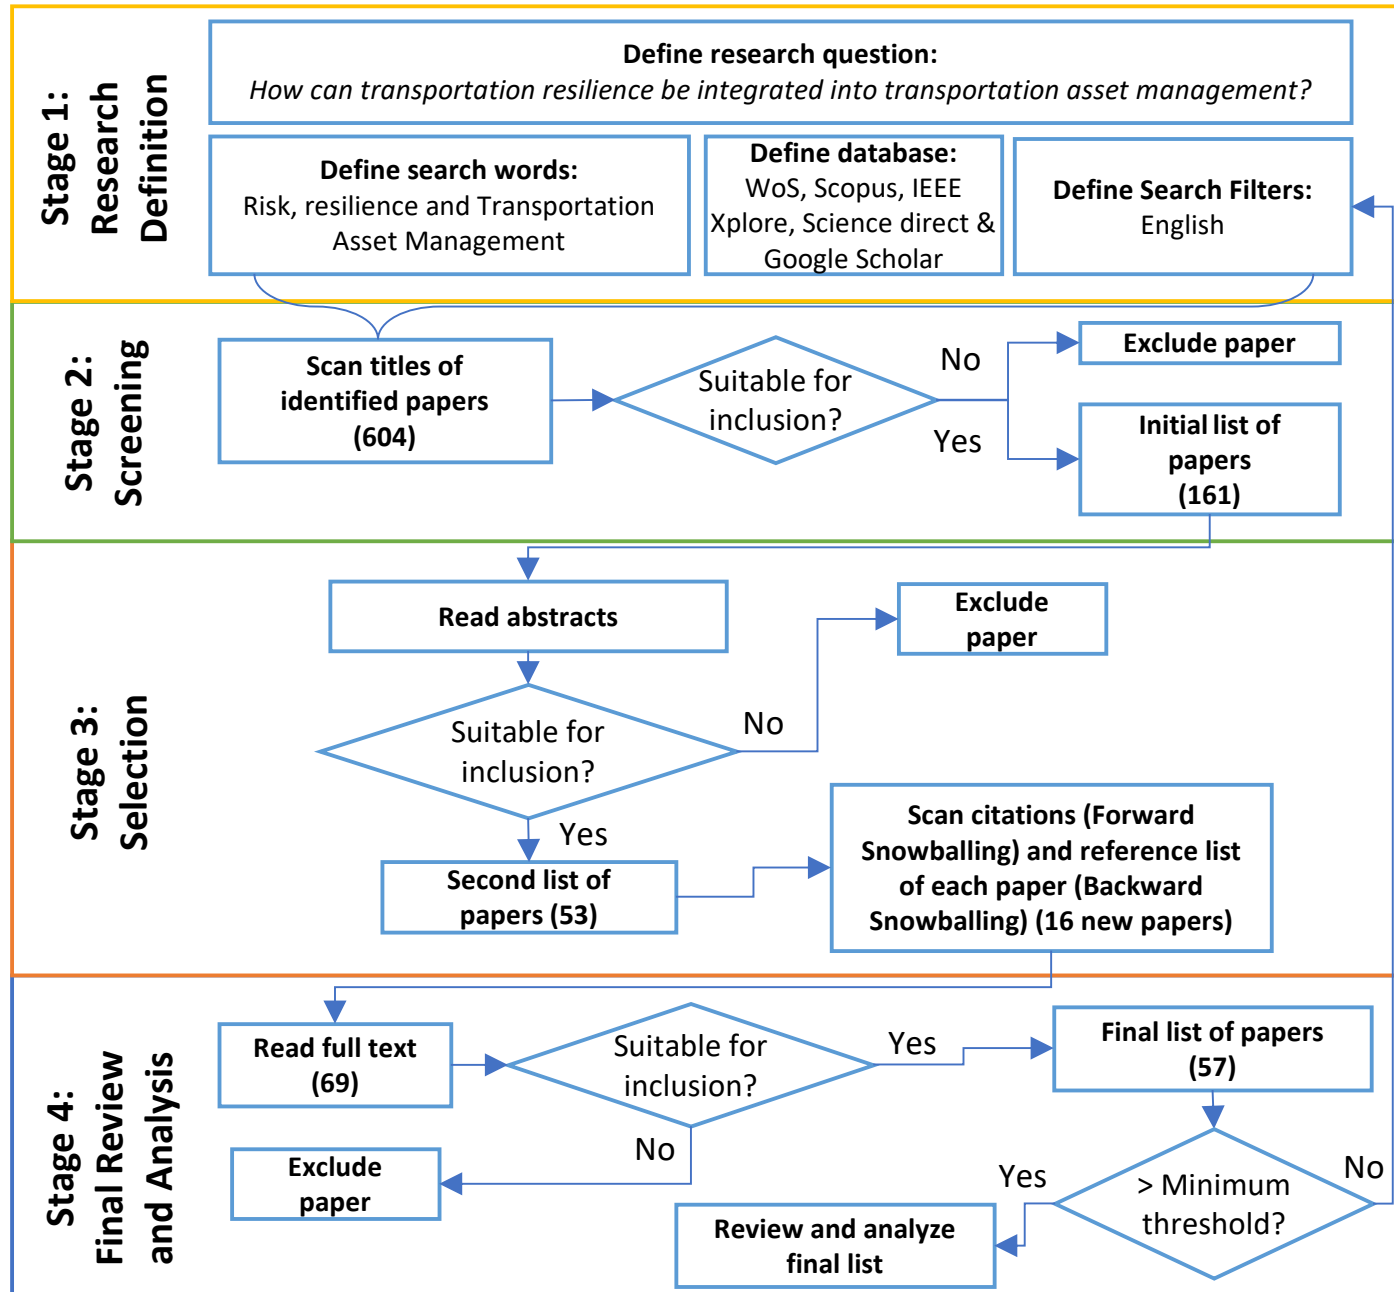 Stage 1:
Research
Definition
Define research question:
How can transportation resilience be integrated into transportation asset management?
Define search words:
Risk, resilience and Transportation
Asset Management
Define database:
WoS, Scopus, IEEE
Xplore, Science direct &
Google Scholar
Define Search Filters:
English
Stage 2:
Screening
Scan titles of
identified papers
(604)
Suitable for
inclusion?
No
Yes
Exclude paper
Initial list of
papers
(161)
Stage 3:
Selection
Read abstracts
Exclude
paper
Suitable for
inclusion?
No
Yes
Second list of
papers (53)
Scan citations (Forward
Snowballing) and reference list
of each paper (Backward
Snowballing) (16 new papers)
Stage 4:
Final Review
and Analysis
Read full text
(69)
Suitable for
inclusion?
Yes
No
Exclude
paper
Final list of papers
(57)
> Minimum
threshold?
Yes
No
Review and analyze
final list